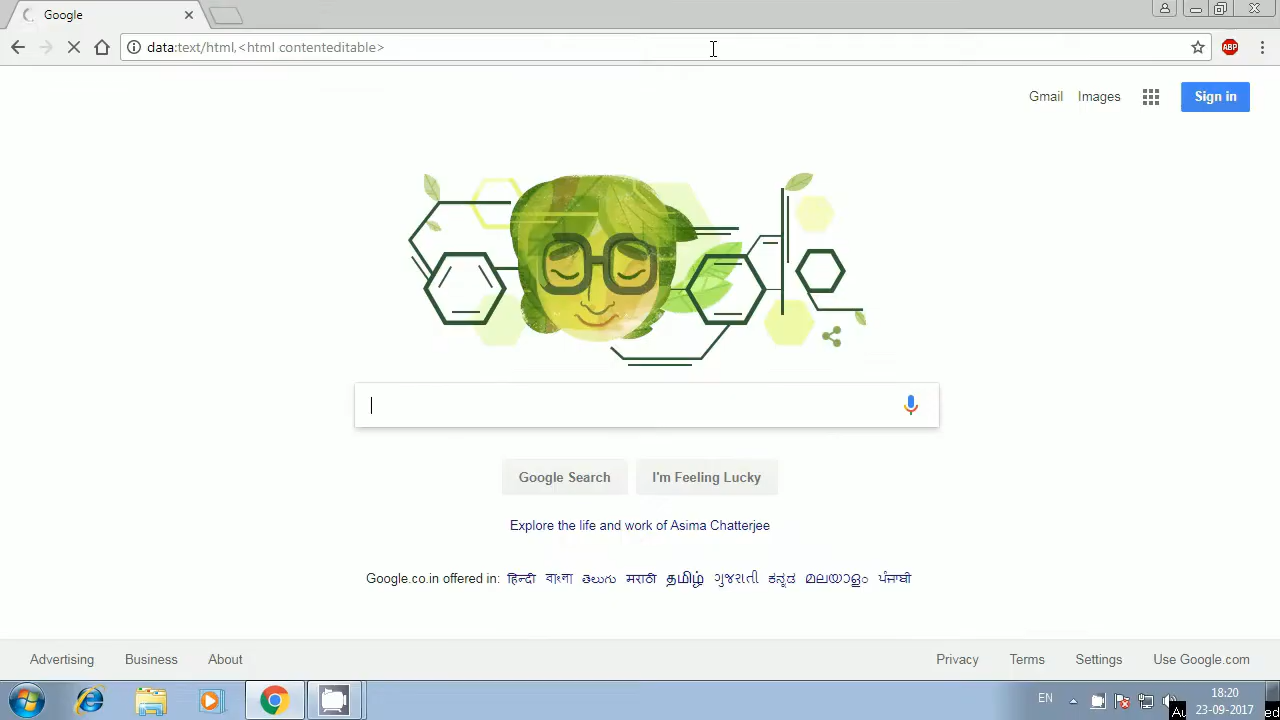 Google
data:text/html,<html contenteditable>
ABP
Gmail Images
Sign in
Google Search I'm Feeling Lucky
Explore the life and work of Asima Chatterjee
Google.co.in offered in: हिन्दी বাংলা తెలుగు मराठी தமிழ் ગુજરાતી ಕನ್ನಡ മലയാളം ਪੰਜਾਬੀ
Advertising Business About Privacy Terms Settings Use Google.com
EN
18:20
23-09-2017